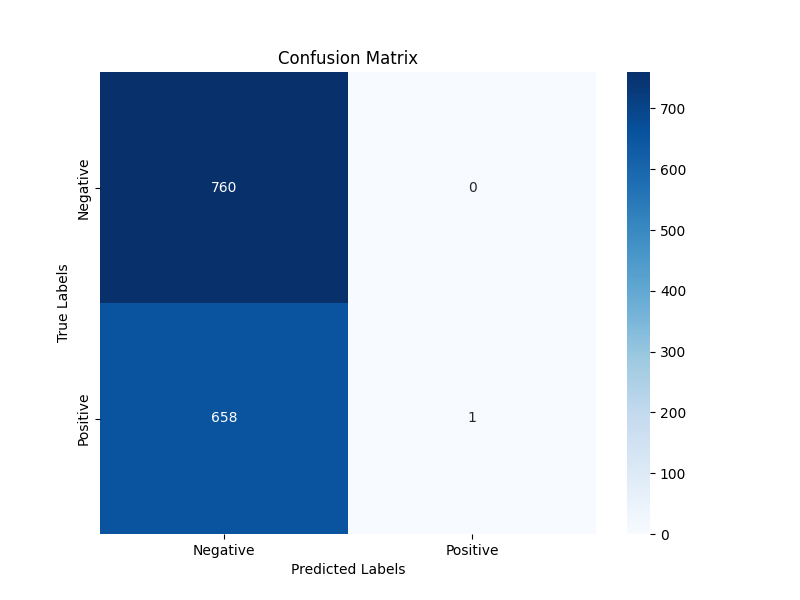 Confusion Matrix
True Labels
Negative
760
0
Positive
658
1
Negative
Positive
Predicted Labels
700
600
500
400
300
200
100
0